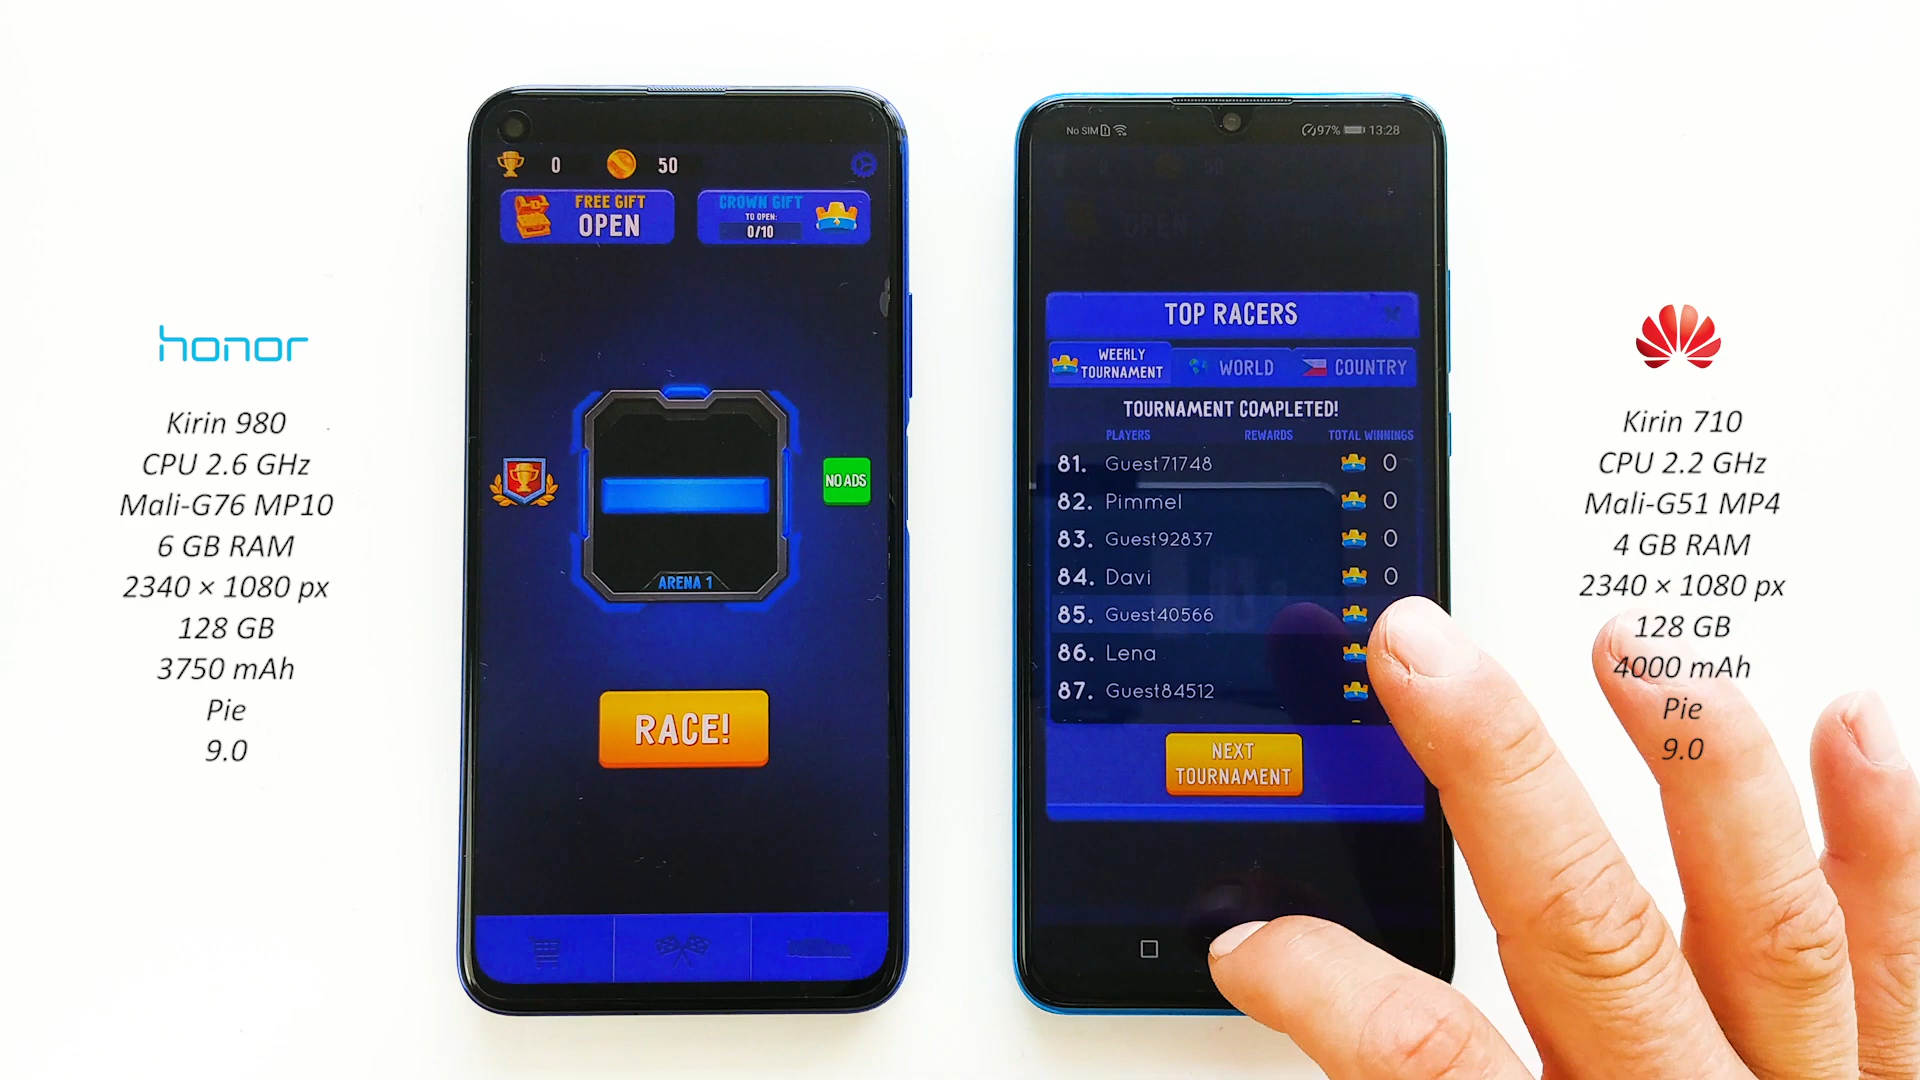 honor
Kirin 980
CPU 2.6 GHz
Mali-G76 MP10
6 GB RAM
2340 × 1080 px
128 GB
3750 mAh
Pie
9.0
0
50
FREE GIFT
OPEN
CROWN GIFT
TO OPEN:
0/10
NO ADS
ARENA 1
RACE!
No SIM
97%
13:28
50
OPEN
TOP RACERS
WEEKLY
TOURNAMENT
WORLD
COUNTRY
TOURNAMENT COMPLETED!
PLAYERS REWARDS TOTAL WINNINGS
81. Guest71748 0
82. Pimmel 0
83. Guest92837 0
84. Davi 0
85. Guest40566
86. Lena
87. Guest84512
NEXT
TOURNAMENT
Kirin 710
CPU 2.2 GHz
Mali-G51 MP4
4 GB RAM
2340 × 1080 px
128 GB
4000 mAh
Pie
9.0